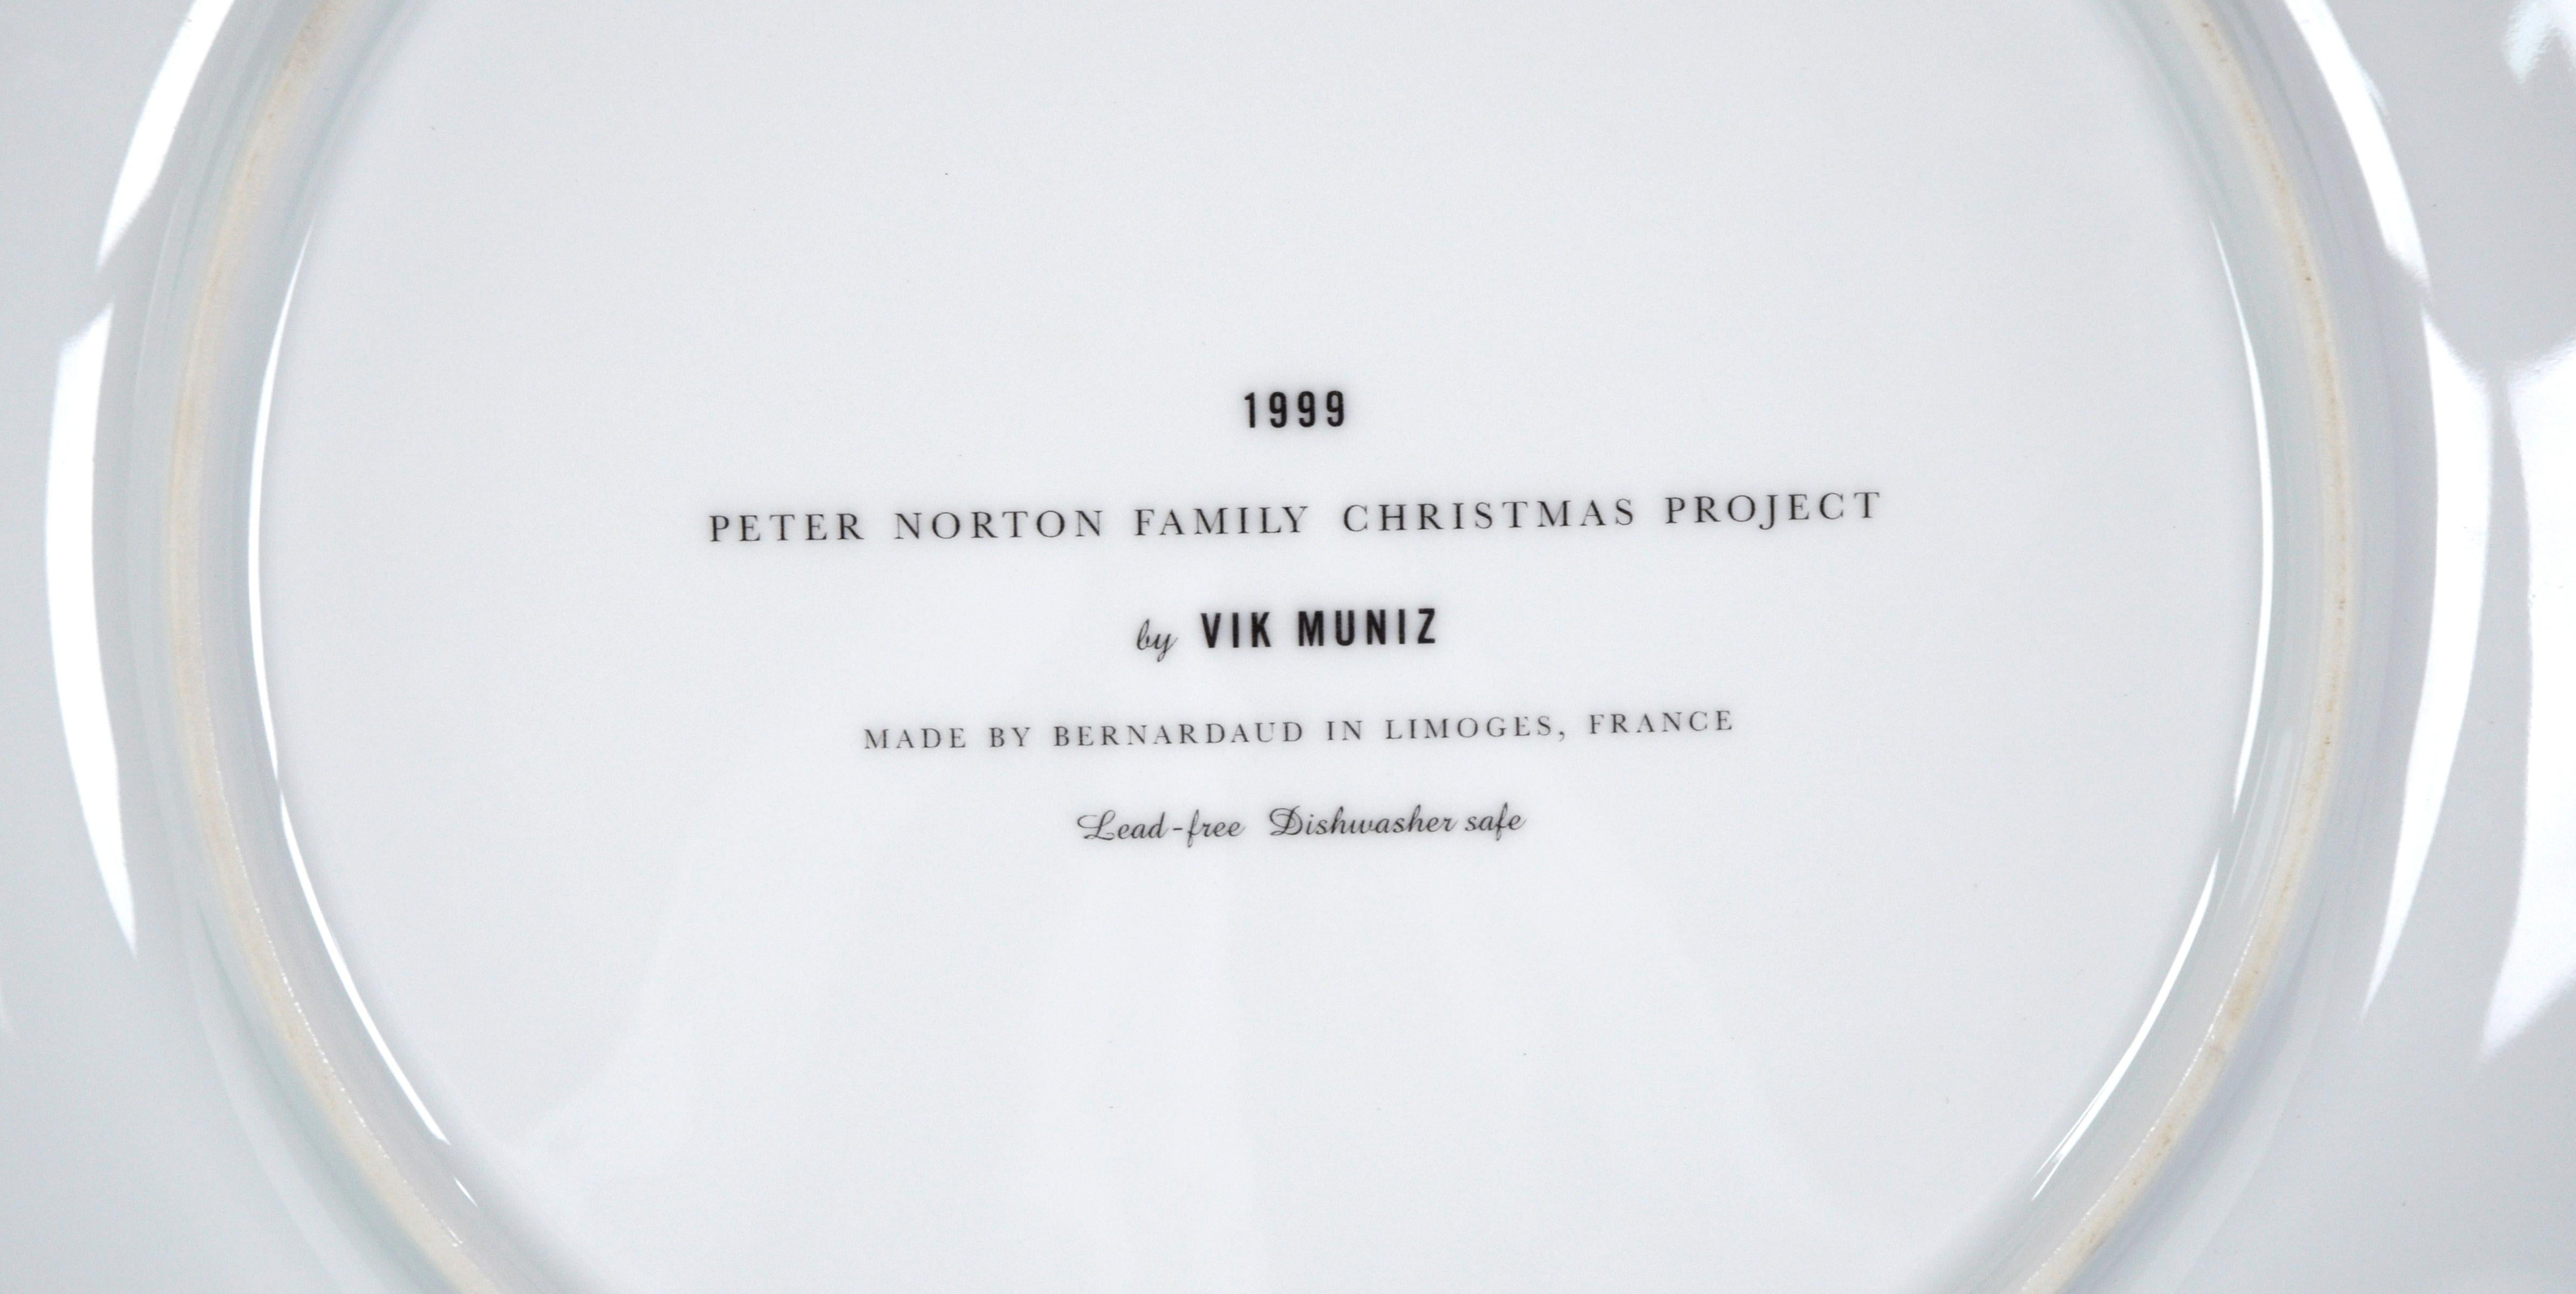 1999
PETER NORTON FAMILY CHRISTMAS PROJECT
by VIK MUNIZ
MADE BY BERNARDAUD IN LIMOGES, FRANCE
Lead-free Dishwasher safe